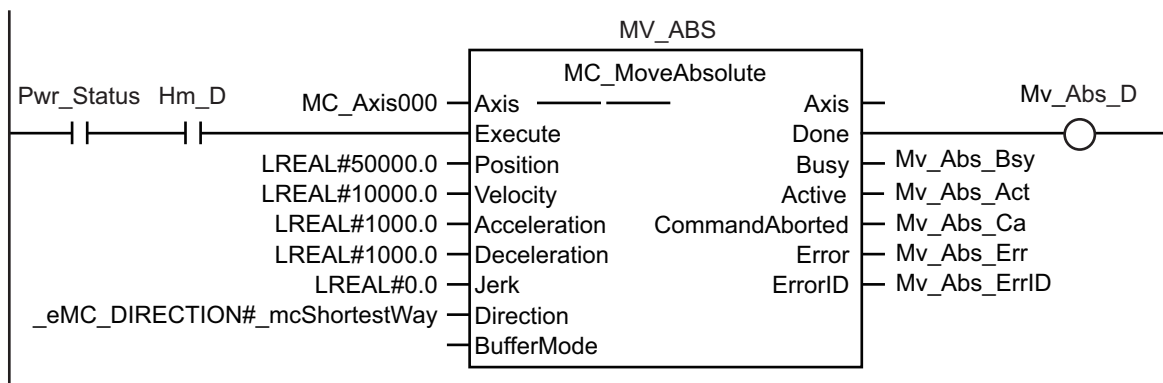 MV_ABS
MC_MoveAbsolute
Pwr_Status Hm_D MC_Axis000 Axis Axis Mv_Abs_D
Execute Done
LREAL#50000.0 Position Busy Mv_Abs_Bsy
LREAL#10000.0 Velocity Active Mv_Abs_Act
LREAL#1000.0 Acceleration CommandAborted Mv_Abs_Ca
LREAL#1000.0 Deceleration Error Mv_Abs_Err
LREAL#0.0 Jerk ErrorID Mv_Abs_ErrID
_eMC_DIRECTION#_mcShortestWay Direction
BufferMode